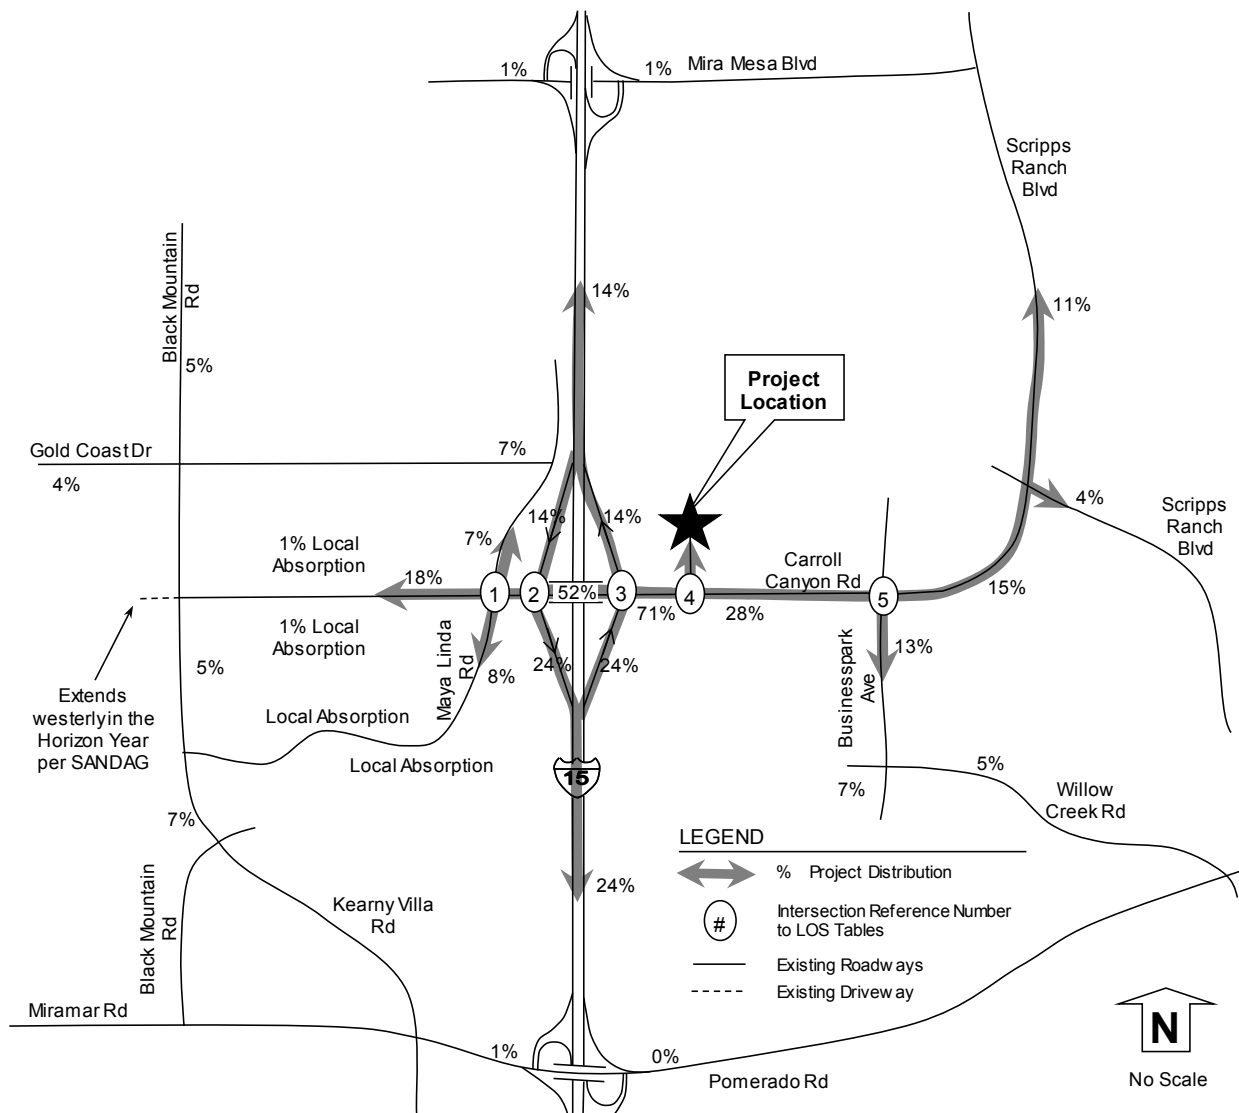 1%
1%
Mira Mesa Blvd
Scripps
Ranch
Blvd
Black Mountain
Rd
14%
11%
5%
Project
Location
Gold Coast Dr
7%
4%
4%
Scripps
Ranch
Blvd
14%
14%
7%
1% Local
Absorption
Carroll
Canyon Rd
18%
1
2
52%
3
4
5
71%
28%
15%
1% Local
Absorption
5%
Maya Linda
Rd
8%
24%
24%
13%
Businesspark
Ave
Extends
westerly in the
Horizon Year
per SANDAG
Local Absorption
Local Absorption
15
5%
7%
Willow
Creek Rd
7%
LEGEND
% Project Distribution
24%
Black Mountain
Rd
Kearny Villa
Rd
#
Intersection Reference Number
to LOS Tables
Existing Roadways
Existing Driveway
Miramar Rd
1%
0%
Pomerado Rd
N
No Scale